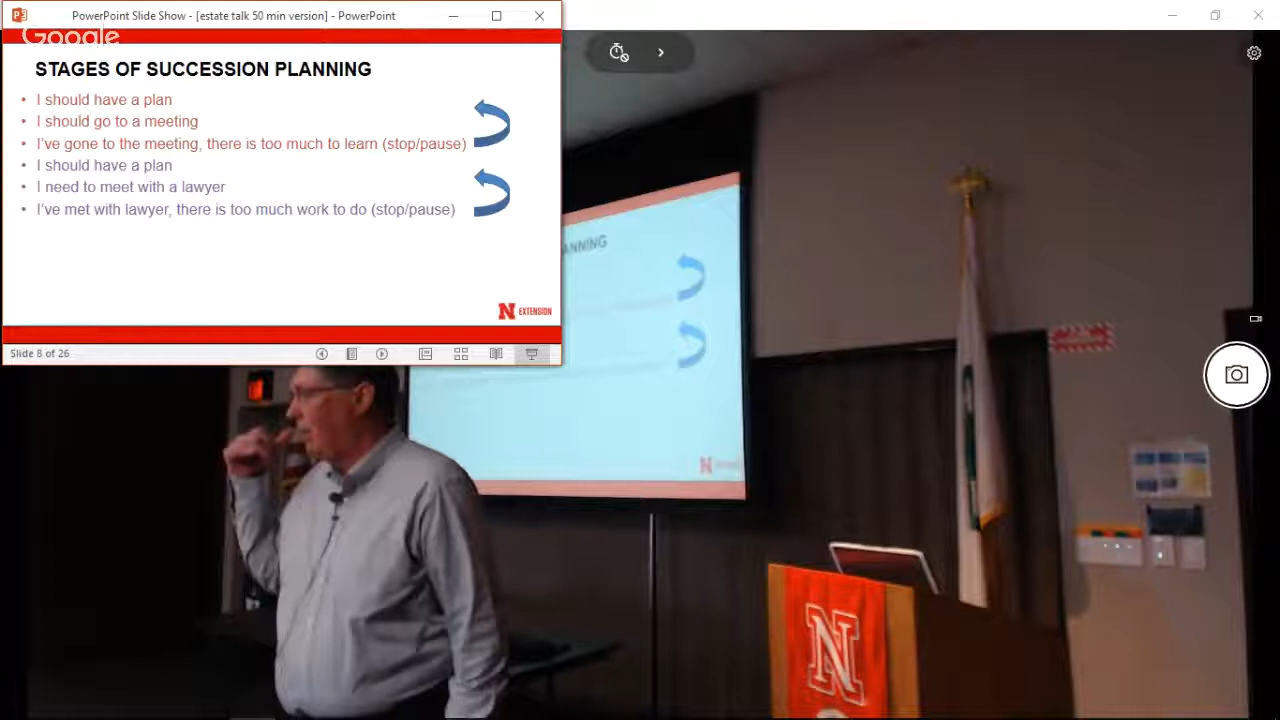 PowerPoint Slide Show - [estate talk 50 min version] - PowerPoint
Google
STAGES OF SUCCESSION PLANNING
• I should have a plan
• I should go to a meeting
• I've gone to the meeting, there is too much to learn (stop/pause)
• I should have a plan
• I need to meet with a lawyer
• I've met with lawyer, there is too much work to do (stop/pause)
N EXTENSION
Slide 8 of 26
ANNING
N
N